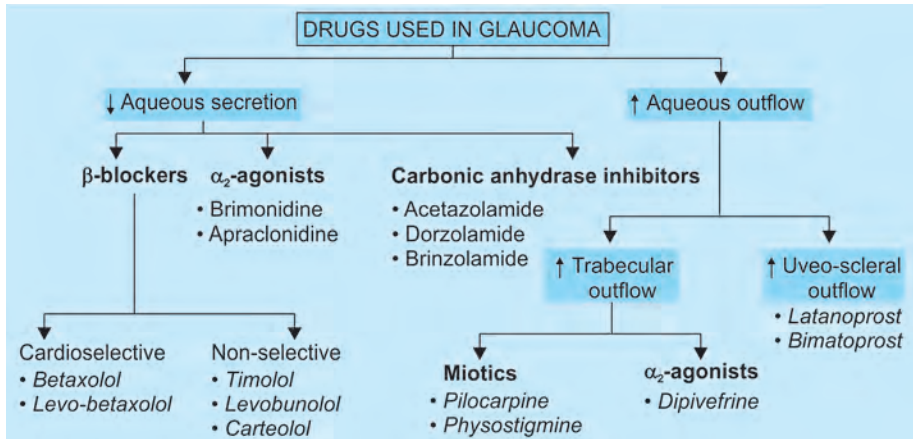 DRUGS USED IN GLAUCOMA
↓ Aqueous secretion
↑ Aqueous outflow
β-blockers
α₂-agonists
• Brimonidine
• Apraclonidine
Carbonic anhydrase inhibitors
• Acetazolamide
• Dorzolamide
• Brinzolamide
↑ Trabecular
outflow
↑ Uveo-scleral
outflow
• Latanoprost
• Bimatoprost
Cardioselective
• Betaxolol
• Levo-betaxolol
Non-selective
• Timolol
• Levobunolol
• Carteolol
Miotics
• Pilocarpine
• Physostigmine
α₂-agonists
• Dipivefrine